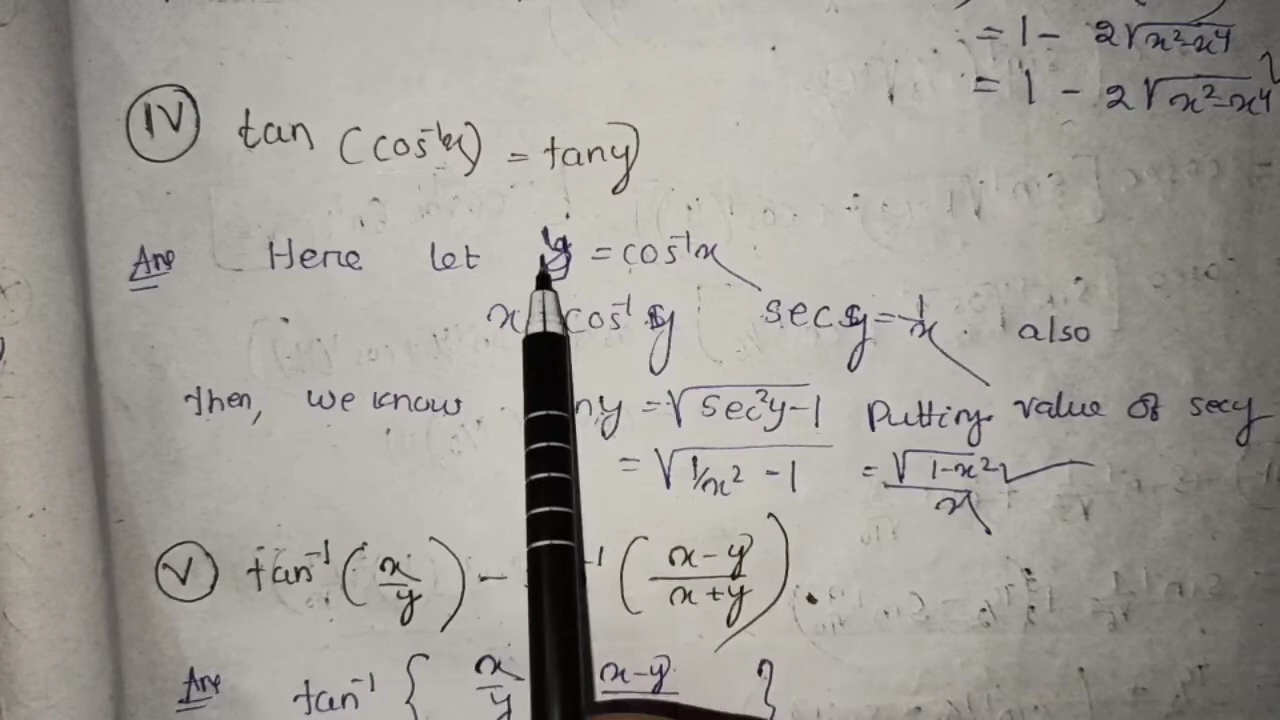 = 1 - 2√x²-x⁴
= 1 - 2√x²-x⁴
IV tan (cos⁻¹x) = tany
Ans Here let y = cos⁻¹x
x cos⁻¹ y secy = 1/x also
Then, we know ny = √sec²y-1 Putting value of secy
= √1/x² - 1 = √1-x²/x
V tan⁻¹(x/y) - ⁻¹(x-y/x+y).
Ans tan⁻¹ { x/y x-y }